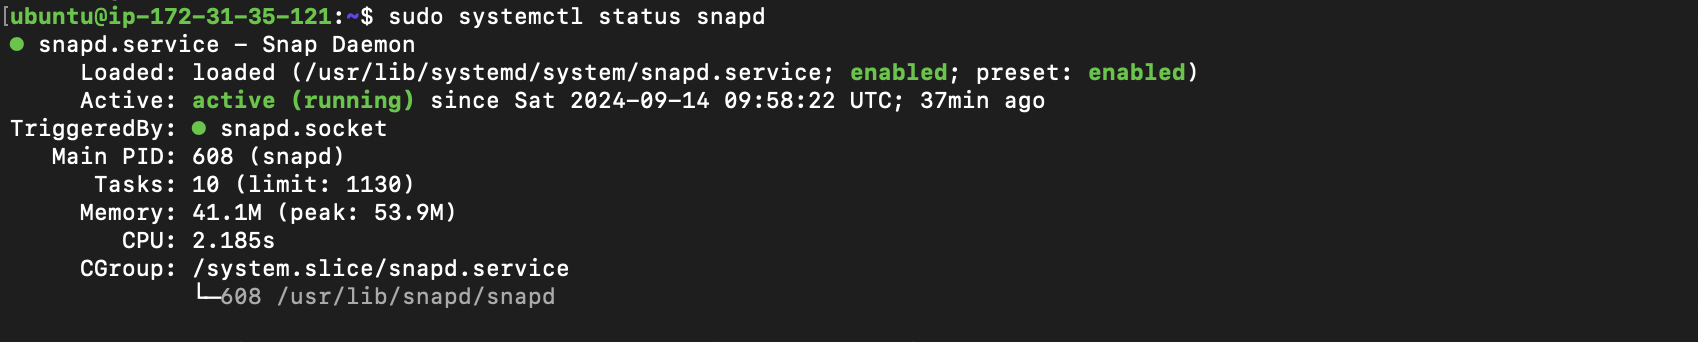 [ubuntu@ip-172-31-35-121:~$ sudo systemctl status snapd
● snapd.service - Snap Daemon
Loaded: loaded (/usr/lib/systemd/system/snapd.service; enabled; preset: enabled)
Active: active (running) since Sat 2024-09-14 09:58:22 UTC; 37min ago
TriggeredBy: ● snapd.socket
Main PID: 608 (snapd)
Tasks: 10 (limit: 1130)
Memory: 41.1M (peak: 53.9M)
CPU: 2.185s
CGroup: /system.slice/snapd.service
└─608 /usr/lib/snapd/snapd